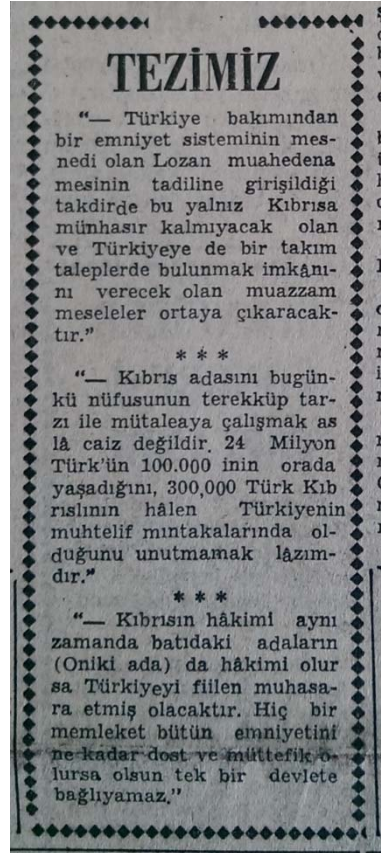 TEZİMİZ
"— Türkiye bakımından
bir emniyet sisteminin mes-
nedi olan Lozan muahedena
mesinin tadiline girişildiği
takdirde bu yalnız Kıbrısa
münhasır kalmıyacak olan
ve Türkiyeye de bir takım
taleplerde bulunmak imkânı-
nı verecek olan muazzam
meseleler ortaya çıkaracak-
tır."
* * *
"— Kıbrıs adasını bugün-
kü nüfusunun terekküp tar-
zı ile mütaleaya çalışmak as
lâ caiz değildir. 24 Milyon
Türk'ün 100.000 inin orada
yaşadığını, 300,000 Türk Kıb
rıslının hâlen Türkiyenin
muhtelif mıntakalarında ol-
duğunu unutmamak lâzım-
dır."
* * *
"— Kıbrısın hâkimi aynı
zamanda batıdaki adaların
(Oniki ada) da hâkimi olur
sa Türkiyeyi fiilen muhasa-
ra etmiş olacaktır. Hiç bir
memleket bütün emniyetini
ne kadar dost ve müttefik o-
lursa olsun tek bir devlete
bağlıyamaz."